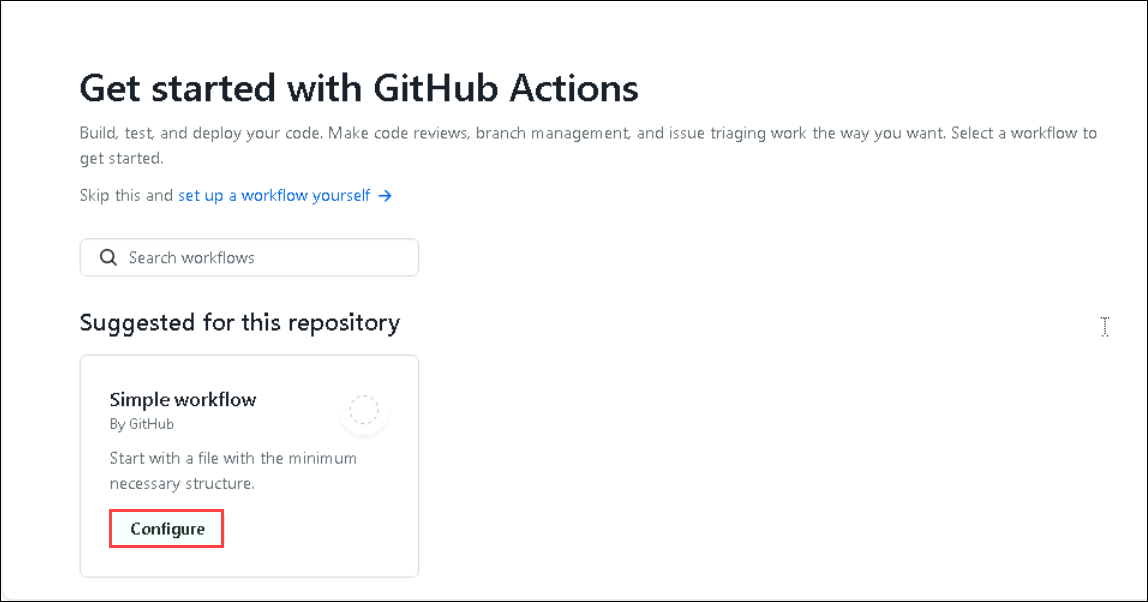 Get started with GitHub Actions
Build, test, and deploy your code. Make code reviews, branch management, and issue triaging work the way you want. Select a workflow to
get started.
Skip this and set up a workflow yourself →
Search workflows
Suggested for this repository
Simple workflow
By GitHub
Start with a file with the minimum
necessary structure.
Configure